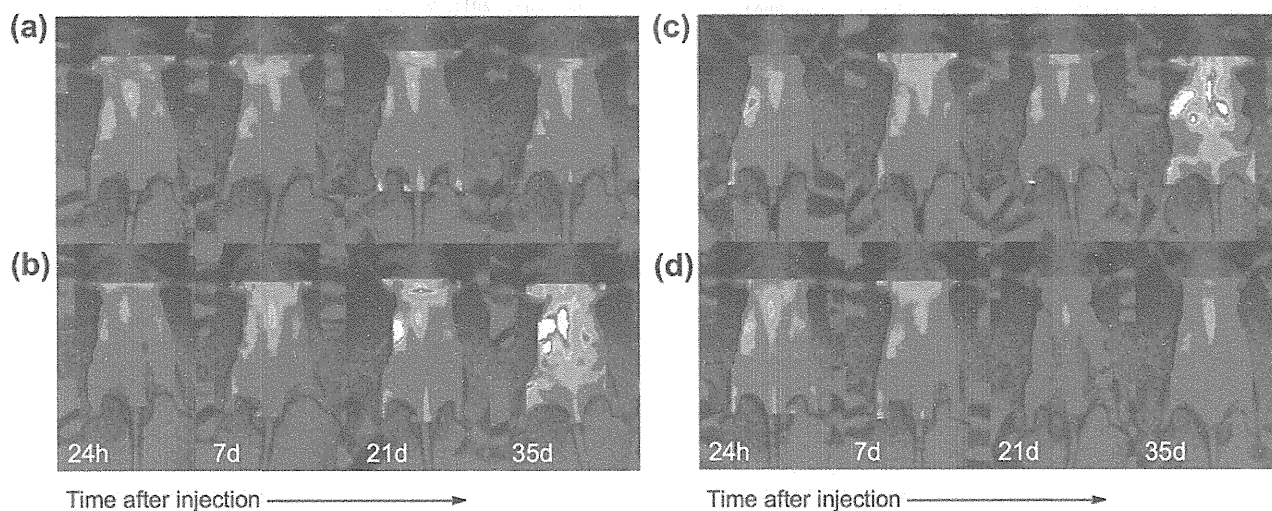 (a)
(c)
(b)
(d)
24h 7d 21d 35d
24h 7d 21d 35d
Time after injection
Time after injection